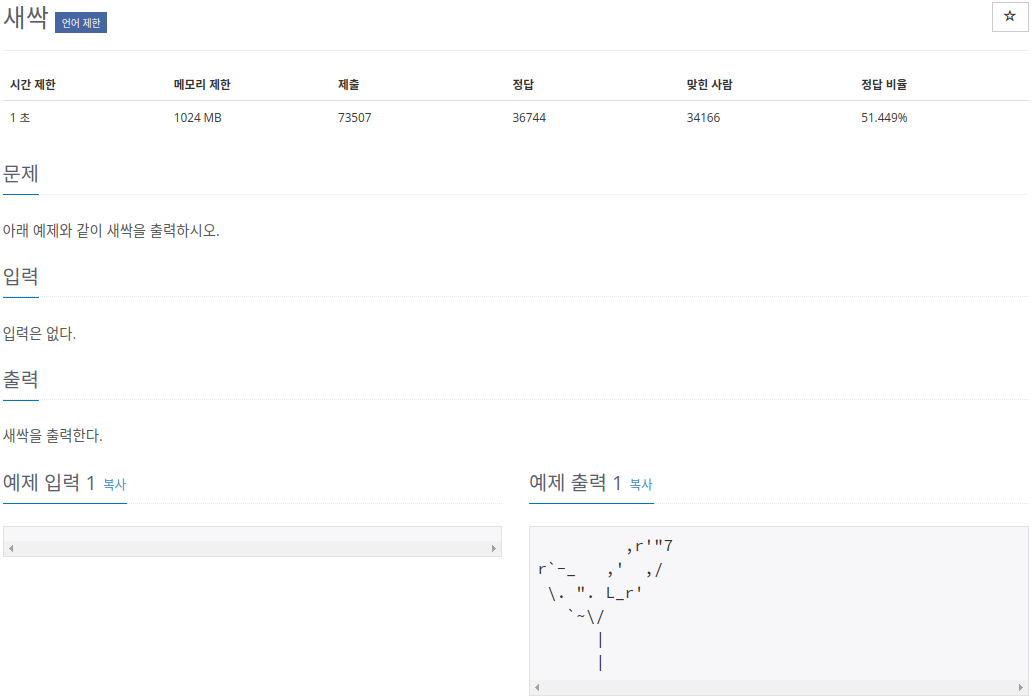 새싹 언어 제한
☆
시간 제한 메모리 제한 제출 정답 맞힌 사람 정답 비율
1 초 1024 MB 73507 36744 34166 51.449%
문제
아래 예제와 같이 새싹을 출력하시오.
입력
입력은 없다.
출력
새싹을 출력한다.
예제 입력 1 복사
예제 출력 1 복사
         ,r'"7
r`-_   ,'  ,/
 \. ". L_r'
   `~\/
      |
      |